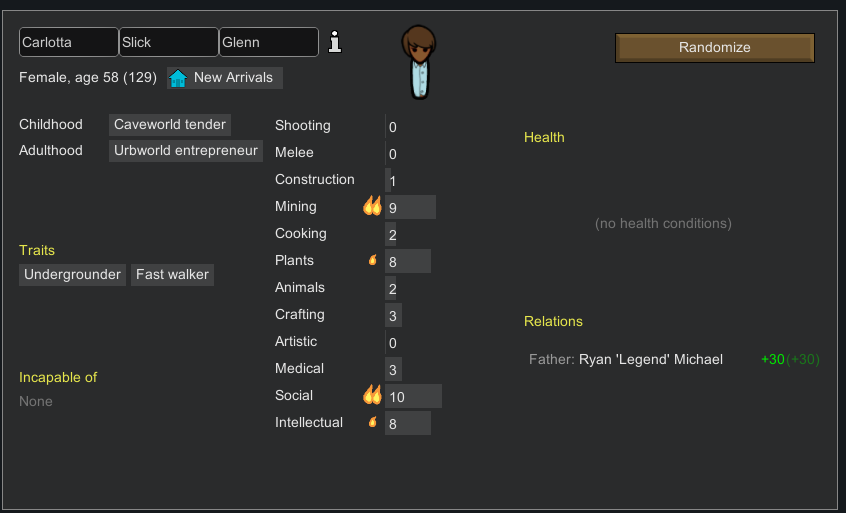 Carlotta Slick Glenn
Randomize
Female, age 58 (129) New Arrivals
Childhood Caveworld tender
Adulthood Urbworld entrepreneur
Traits
Undergrounder Fast walker
Incapable of
None
Shooting 0
Melee 0
Construction 1
Mining 9
Cooking 2
Plants 8
Animals 2
Crafting 3
Artistic 0
Medical 3
Social 10
Intellectual 8
Health
(no health conditions)
Relations
Father: Ryan 'Legend' Michael +30(+30)